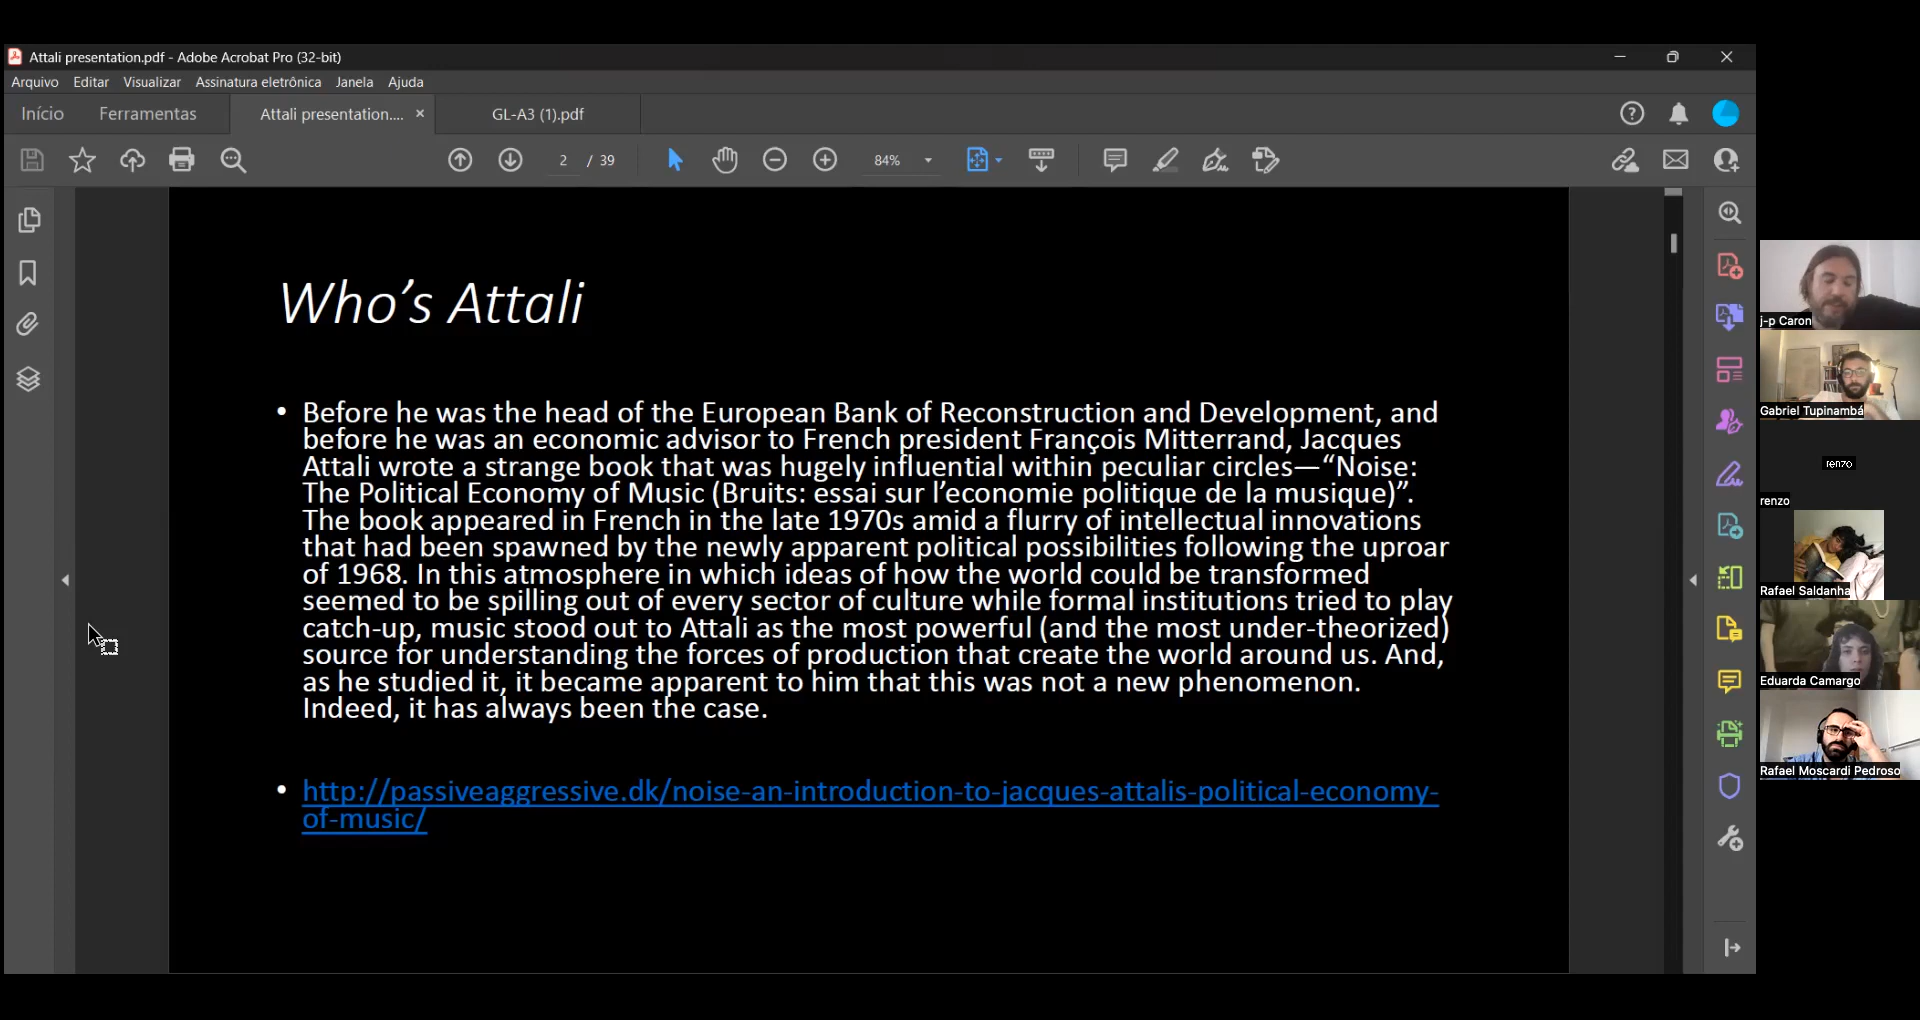 Attali presentation.pdf - Adobe Acrobat Pro (32-bit)
Arquivo Editar Visualizar Assinatura eletrônica Janela Ajuda
Início Ferramentas Attali presentation.... × GL-A3 (1).pdf
2 / 39 84%
Who’s Attali
• Before he was the head of the European Bank of Reconstruction and Development, and
before he was an economic advisor to French president François Mitterrand, Jacques
Attali wrote a strange book that was hugely influential within peculiar circles—“Noise:
The Political Economy of Music (Bruits: essai sur l’economie politique de la musique)”.
The book appeared in French in the late 1970s amid a flurry of intellectual innovations
that had been spawned by the newly apparent political possibilities following the uproar
of 1968. In this atmosphere in which ideas of how the world could be transformed
seemed to be spilling out of every sector of culture while formal institutions tried to play
catch-up, music stood out to Attali as the most powerful (and the most under-theorized)
source for understanding the forces of production that create the world around us. And,
as he studied it, it became apparent to him that this was not a new phenomenon.
Indeed, it has always been the case.
• http://passiveaggressive.dk/noise-an-introduction-to-jacques-attalis-political-economy-
of-music/
j-p Caron
Gabriel Tupinambá
renzo
renzo
Rafael Saldanha
Eduarda Camargo
Rafael Moscardi Pedroso